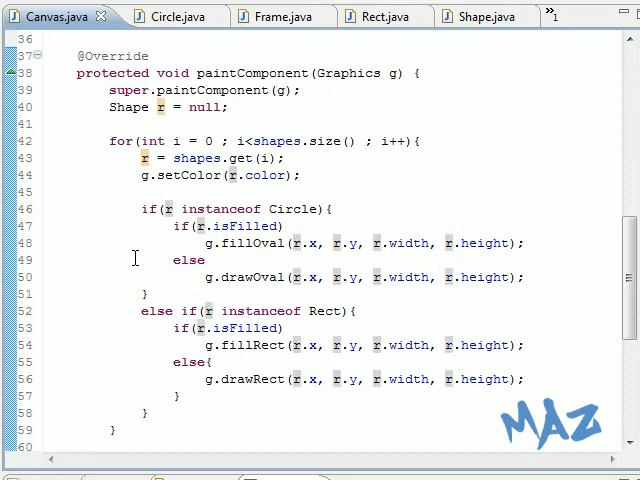 Canvas.java Circle.java Frame.java Rect.java Shape.java »1
36
37 @Override
38 protected void paintComponent(Graphics g) {
39 super.paintComponent(g);
40 Shape r = null;
41
42 for(int i = 0 ; i<shapes.size() ; i++){
43 r = shapes.get(i);
44 g.setColor(r.color);
45
46 if(r instanceof Circle){
47 if(r.isFilled)
48 g.fillOval(r.x, r.y, r.width, r.height);
49 else
50 g.drawOval(r.x, r.y, r.width, r.height);
51 }
52 else if(r instanceof Rect){
53 if(r.isFilled)
54 g.fillRect(r.x, r.y, r.width, r.height);
55 else{
56 g.drawRect(r.x, r.y, r.width, r.height);
57 }
58 }
59 }
60
MAZ